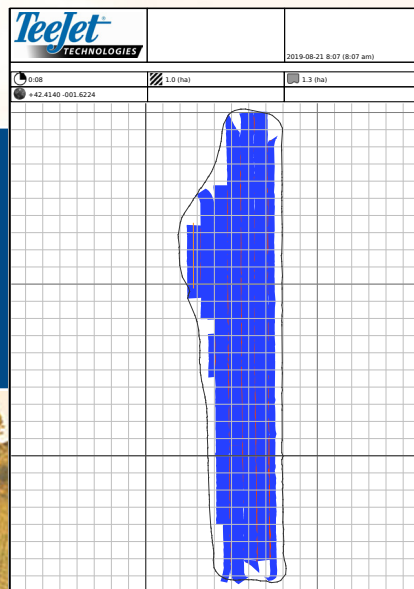 TeeJet
TECHNOLOGIES
2019-08-21 8:07 (8:07 am)
0:08
1.0 (ha)
1.3 (ha)
+42.4140 -001.6224